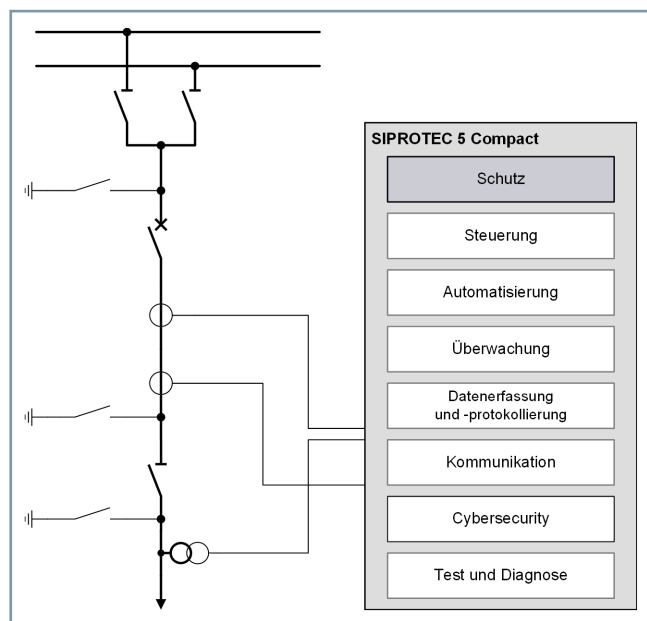 SIPROTEC 5 Compact
Schutz
Steuerung
Automatisierung
Überwachung
Datenerfassung
und -protokollierung
Kommunikation
Cybersecurity
Test und Diagnose